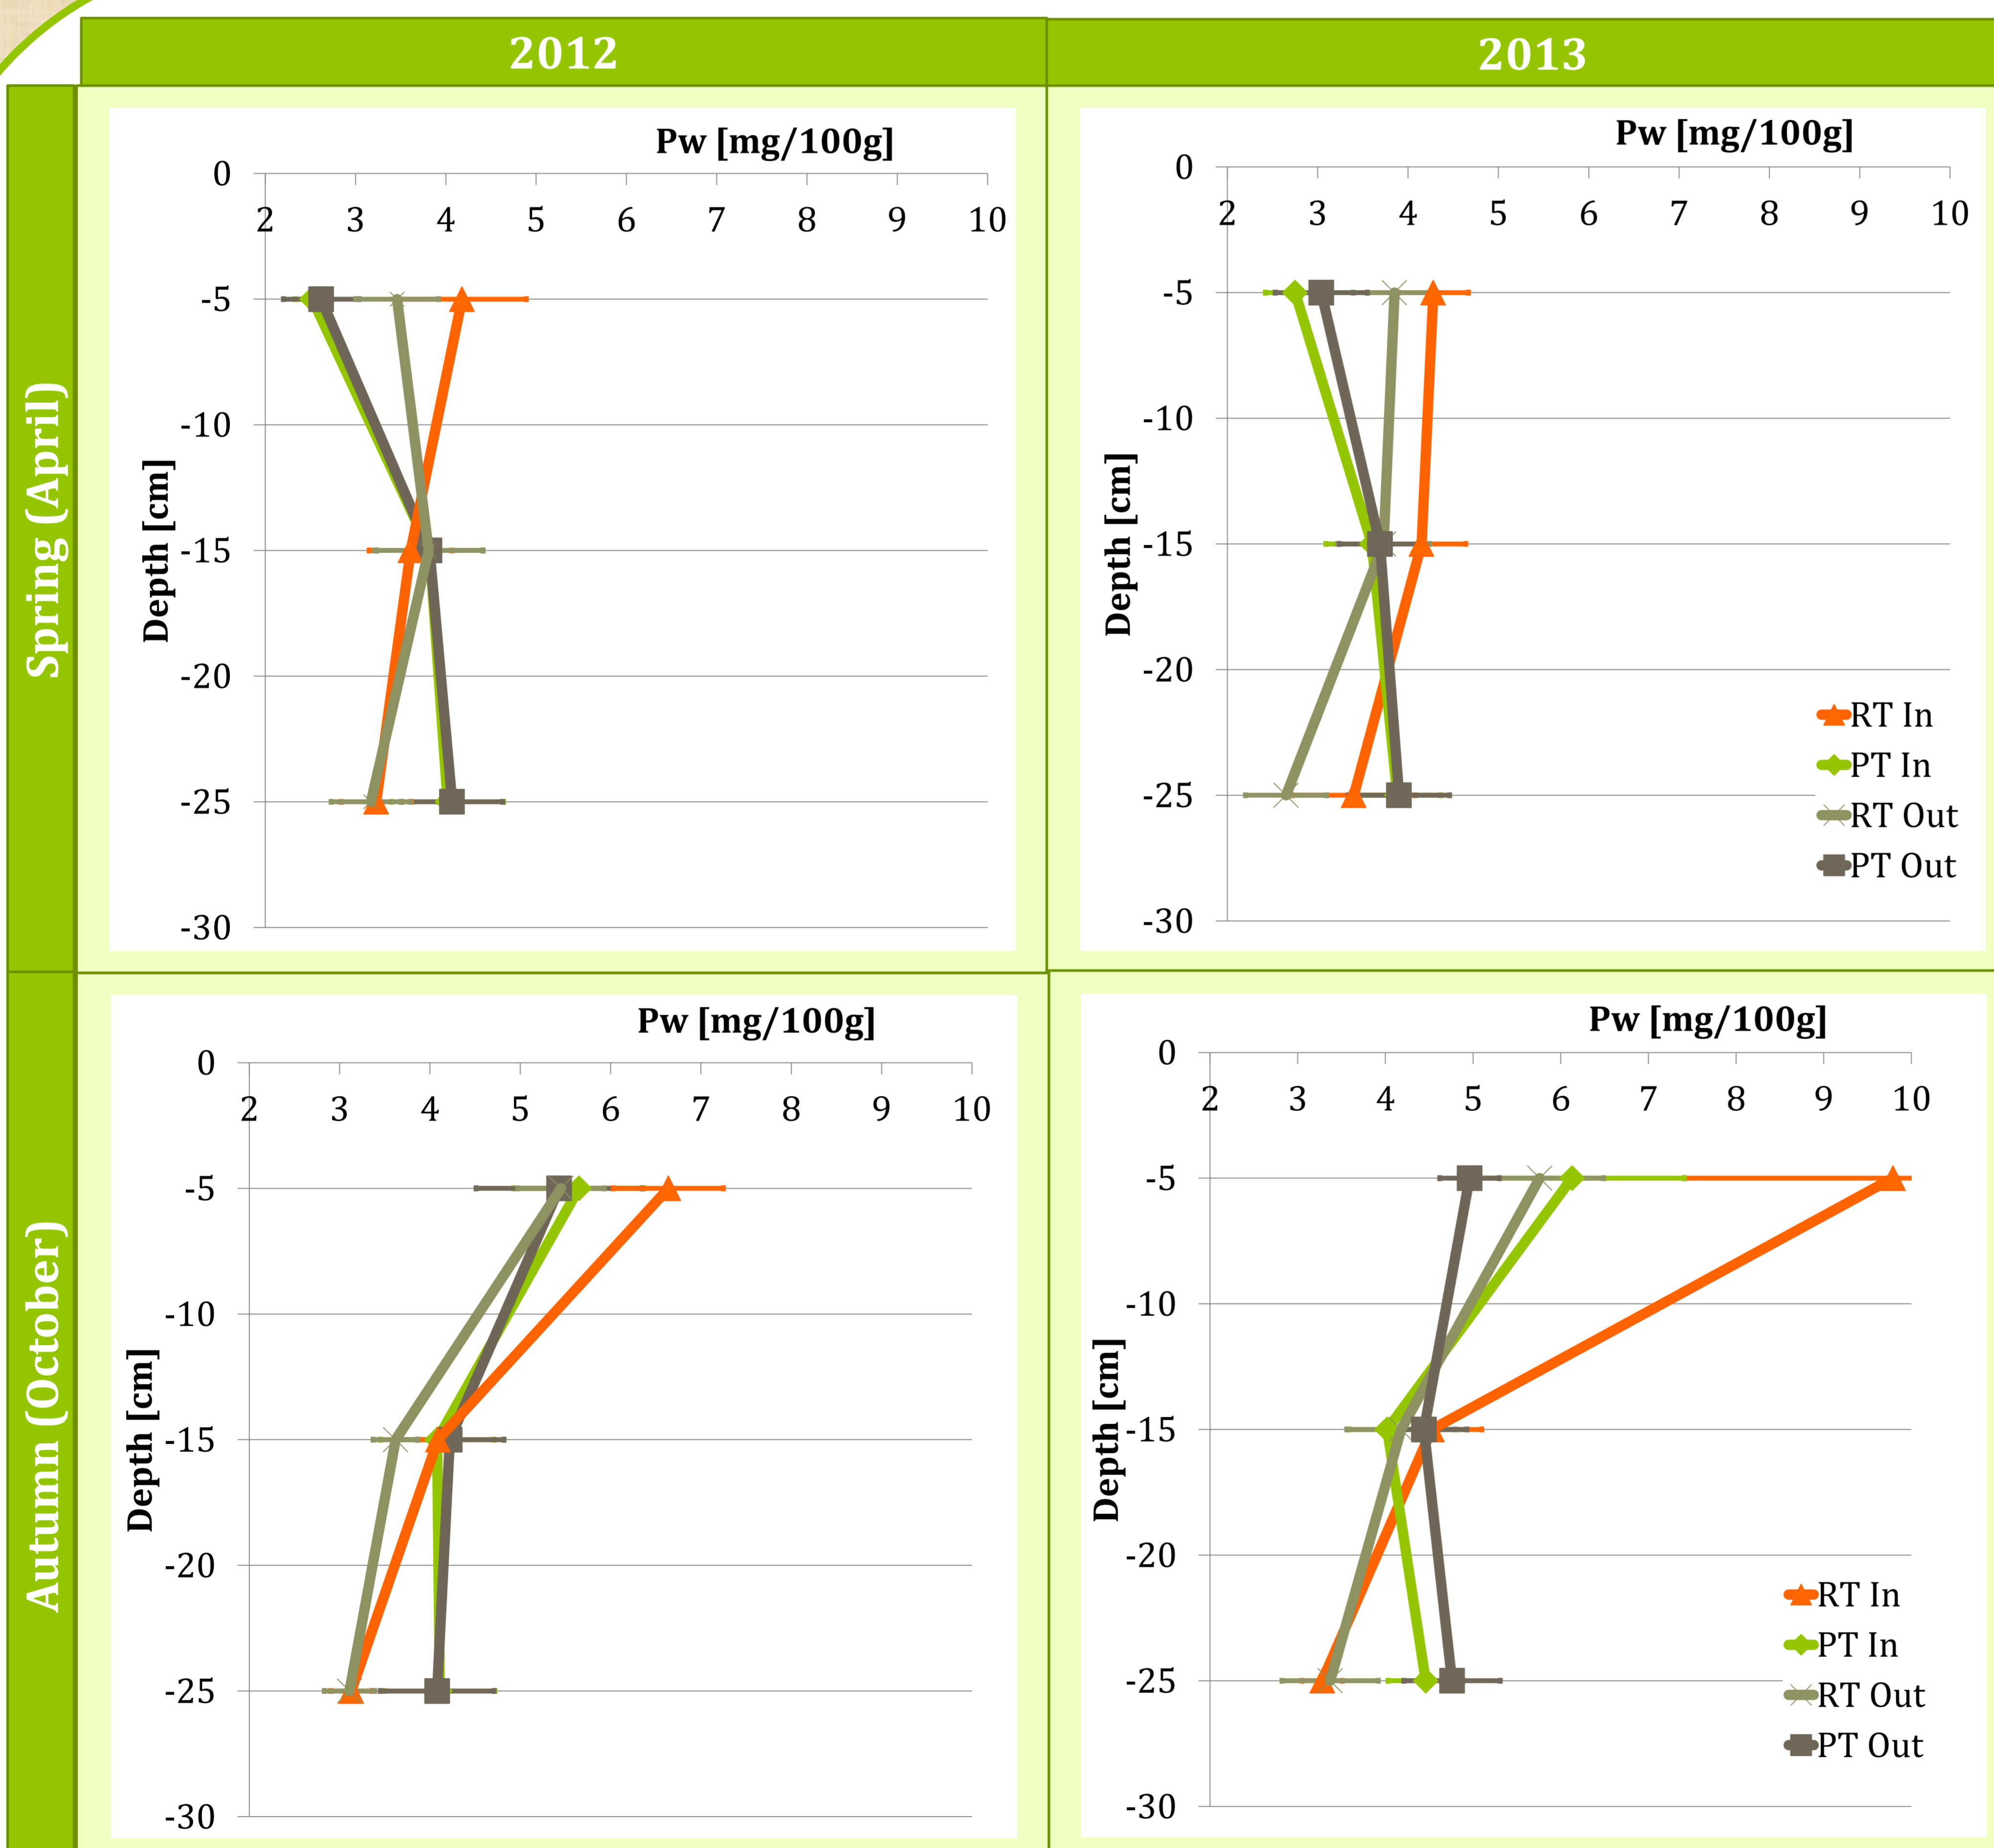 2012
2013
Spring (April)
Pw [mg/100g]
0
2 3 4 5 6 7 8 9 10
-5
-10
Depth [cm]
-15
-20
-25
-30
Pw [mg/100g]
0
2 3 4 5 6 7 8 9 10
-5
-10
Depth [cm]
-15
-20
-25
-30
RT In
PT In
RT Out
PT Out
Autumn (October)
Pw [mg/100g]
0
2 3 4 5 6 7 8 9 10
-5
-10
Depth [cm]
-15
-20
-25
-30
Pw [mg/100g]
0
2 3 4 5 6 7 8 9 10
-5
-10
Depth [cm]
-15
-20
-25
-30
RT In
PT In
RT Out
PT Out